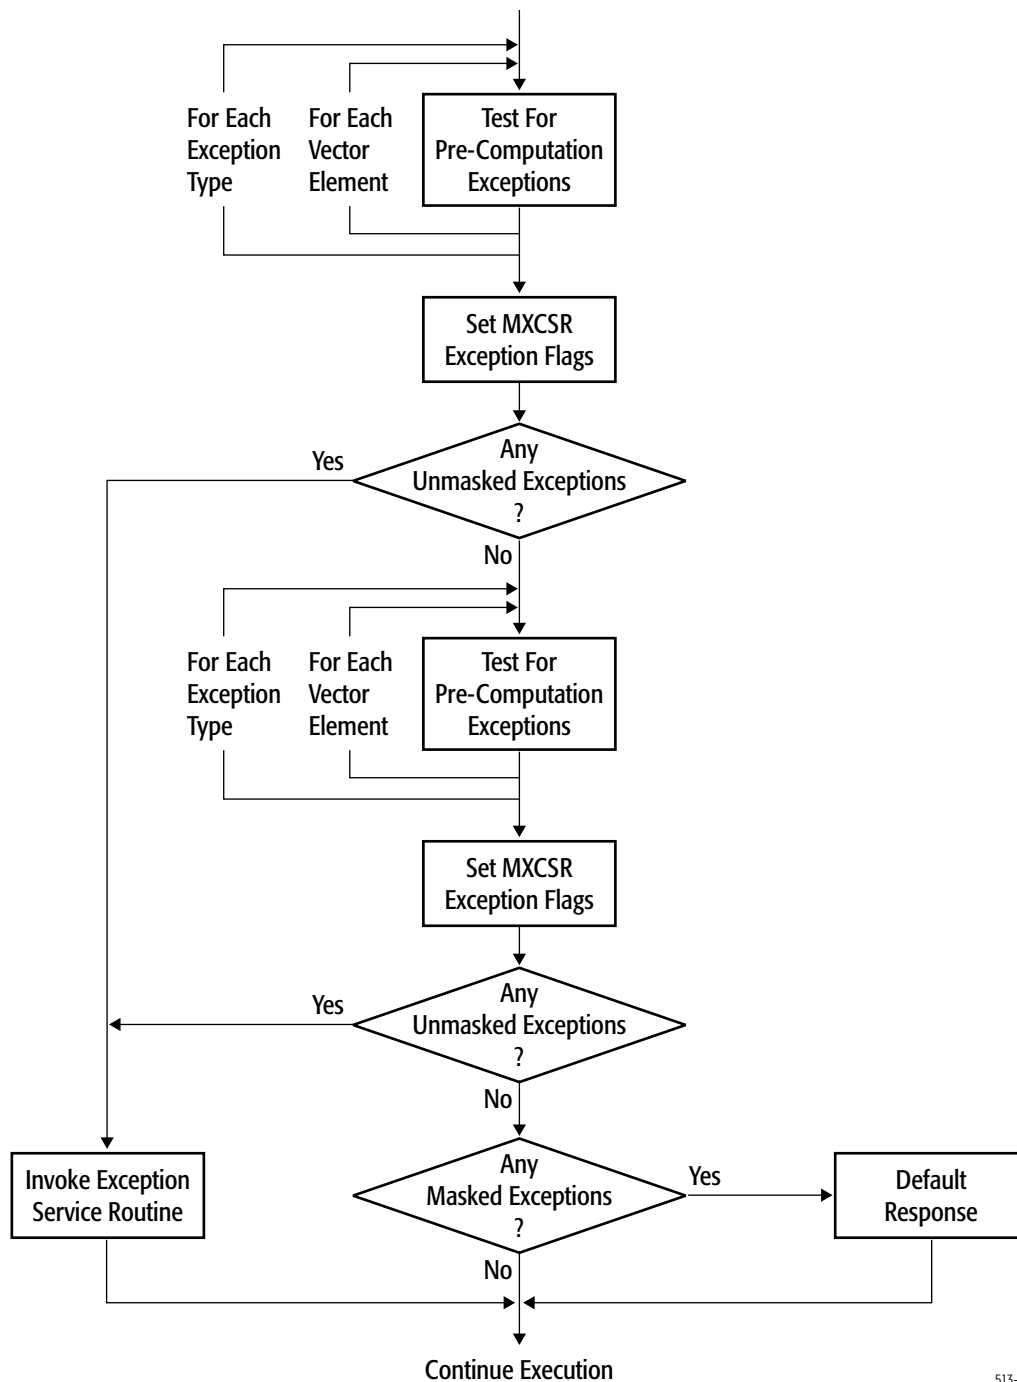 For Each
Exception
Type
For Each
Vector
Element
Test For
Pre-Computation
Exceptions
Set MXCSR
Exception Flags
Any
Unmasked Exceptions
?
Yes
No
For Each
Exception
Type
For Each
Vector
Element
Test For
Pre-Computation
Exceptions
Set MXCSR
Exception Flags
Any
Unmasked Exceptions
?
Yes
No
Invoke Exception
Service Routine
Any
Masked Exceptions
?
Yes
Default
Response
No
Continue Execution
513-